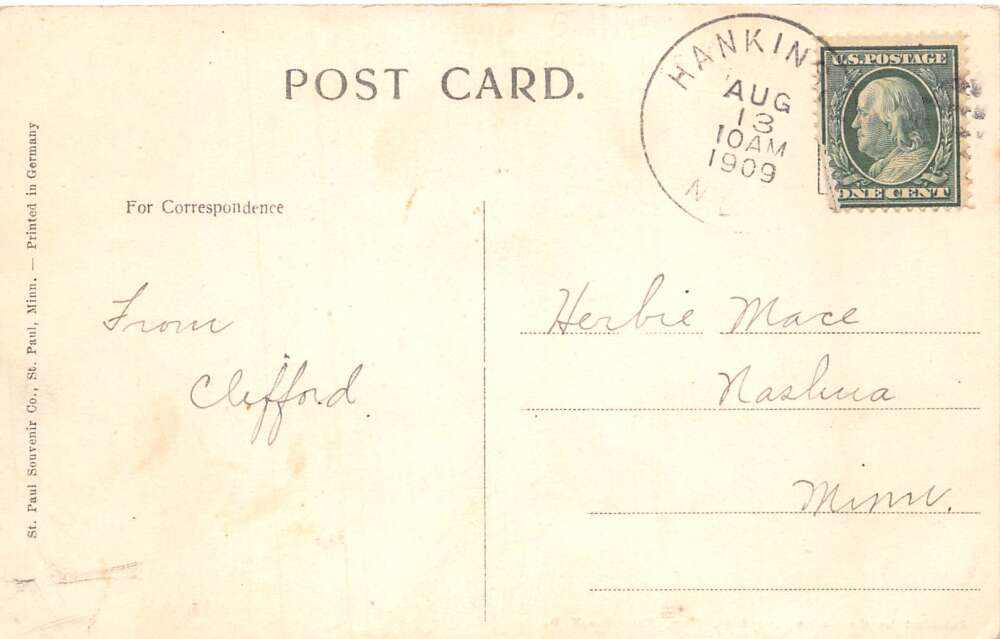 POST CARD.
HANKIN
AUG
13
10AM
1909
N
U.S. POSTAGE
ONE CENT
For Correspondence
From
Clifford
Herbie Mace
Nashua
Minn.
St. Paul Souvenir Co., St. Paul, Minn. — Printed in Germany